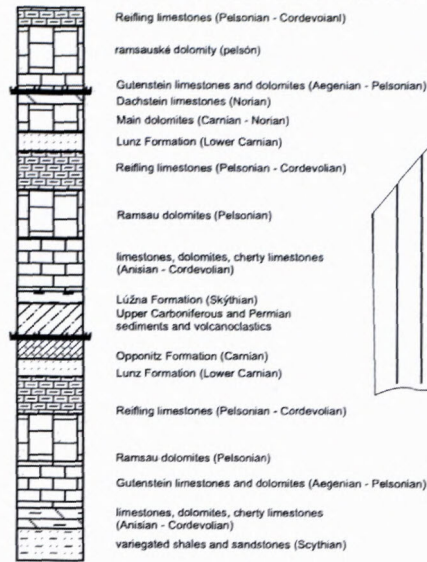 Reifling limestones (Pelsonian - Cordevoianl)
ramsauské dolomity (pelsón)
Gutenstein limestones and dolomites (Aegenian - Pelsonian)
Dachstein limestones (Norian)
Main dolomites (Carnian - Norian)
Lunz Formation (Lower Carnian)
Reifling limestones (Pelsonian - Cordevolian)
Ramsau dolomites (Pelsonian)
limestones, dolomites, cherty limestones
(Anisian - Cordevolian)
Lúžna Formation (Skýthian)
Upper Carboniferous and Permian
sediments and volcanoclastics
Opponitz Formation (Carnian)
Lunz Formation (Lower Carnian)
Reifling limestones (Pelsonian - Cordevolian)
Ramsau dolomites (Pelsonian)
Gutenstein limestones and dolomites (Aegenian - Pelsonian)
limestones, dolomites, cherty limestones
(Anisian - Cordevolian)
variegated shales and sandstones (Scythian)